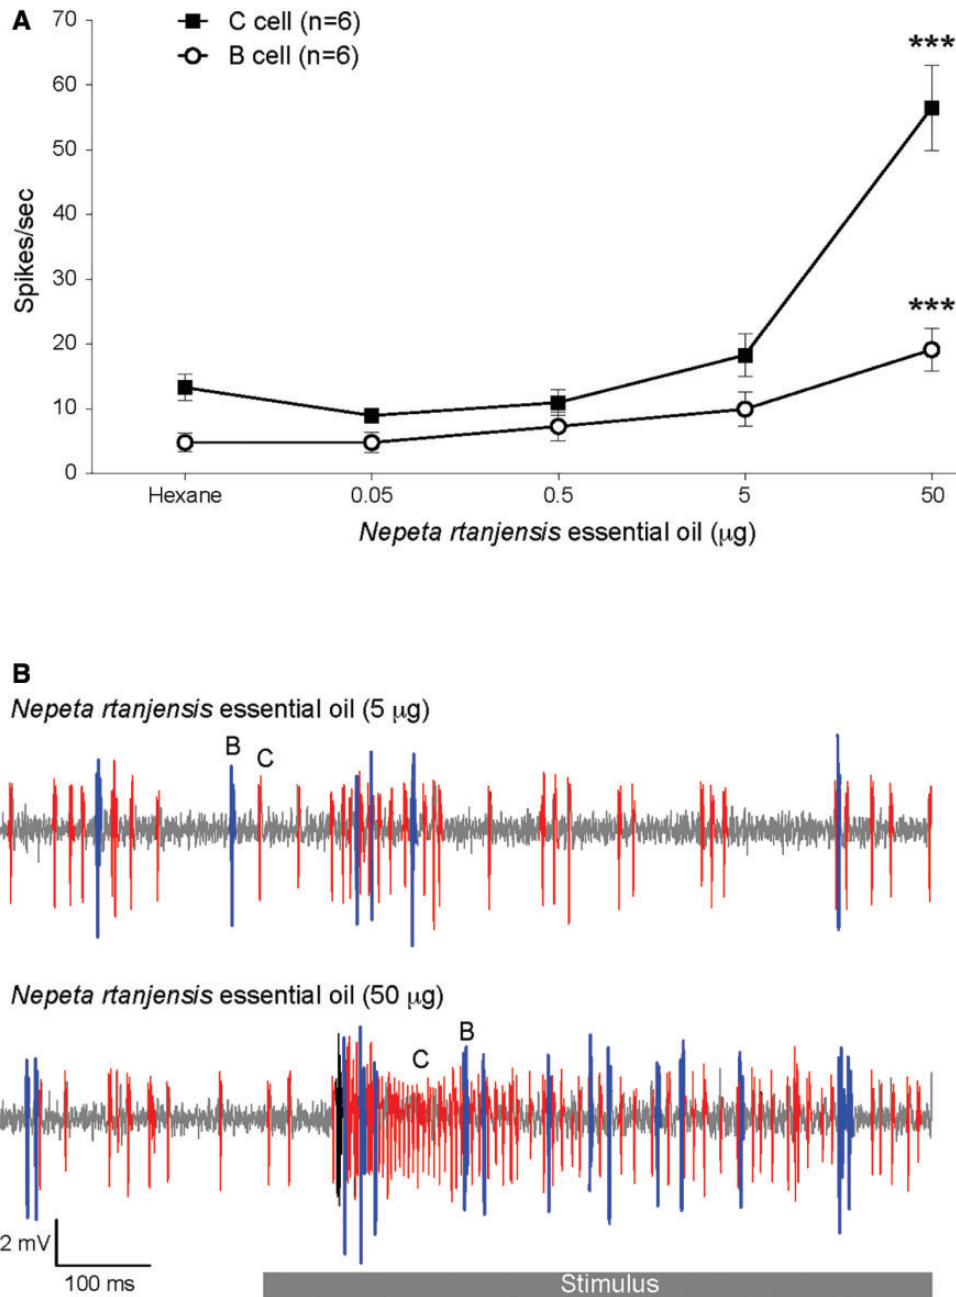 A
C cell (n=6)
B cell (n=6)
70
60
50
40
30
20
10
0
Spikes/sec
***
***
Hexane 0.05 0.5 5 50
Nepeta rtanjensis essential oil (μg)
B
Nepeta rtanjensis essential oil (5 μg)
B
C
Nepeta rtanjensis essential oil (50 μg)
B
C
2 mV
100 ms
Stimulus